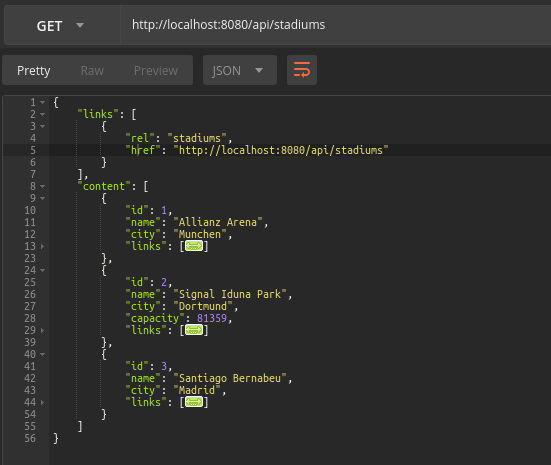 GET http://localhost:8080/api/stadiums
Pretty Raw Preview JSON
1 {
2 "links": [
3 {
4 "rel": "stadiums",
5 "href": "http://localhost:8080/api/stadiums"
6 }
7 ],
8 "content": [
9 {
10 "id": 1,
11 "name": "Allianz Arena",
12 "city": "Munchen",
13 "links": []
23 },
24 {
25 "id": 2,
26 "name": "Signal Iduna Park",
27 "city": "Dortmund",
28 "capacity": 81359,
29 "links": []
39 },
40 {
41 "id": 3,
42 "name": "Santiago Bernabeu",
43 "city": "Madrid",
44 "links": []
54 }
55 ]
56 }